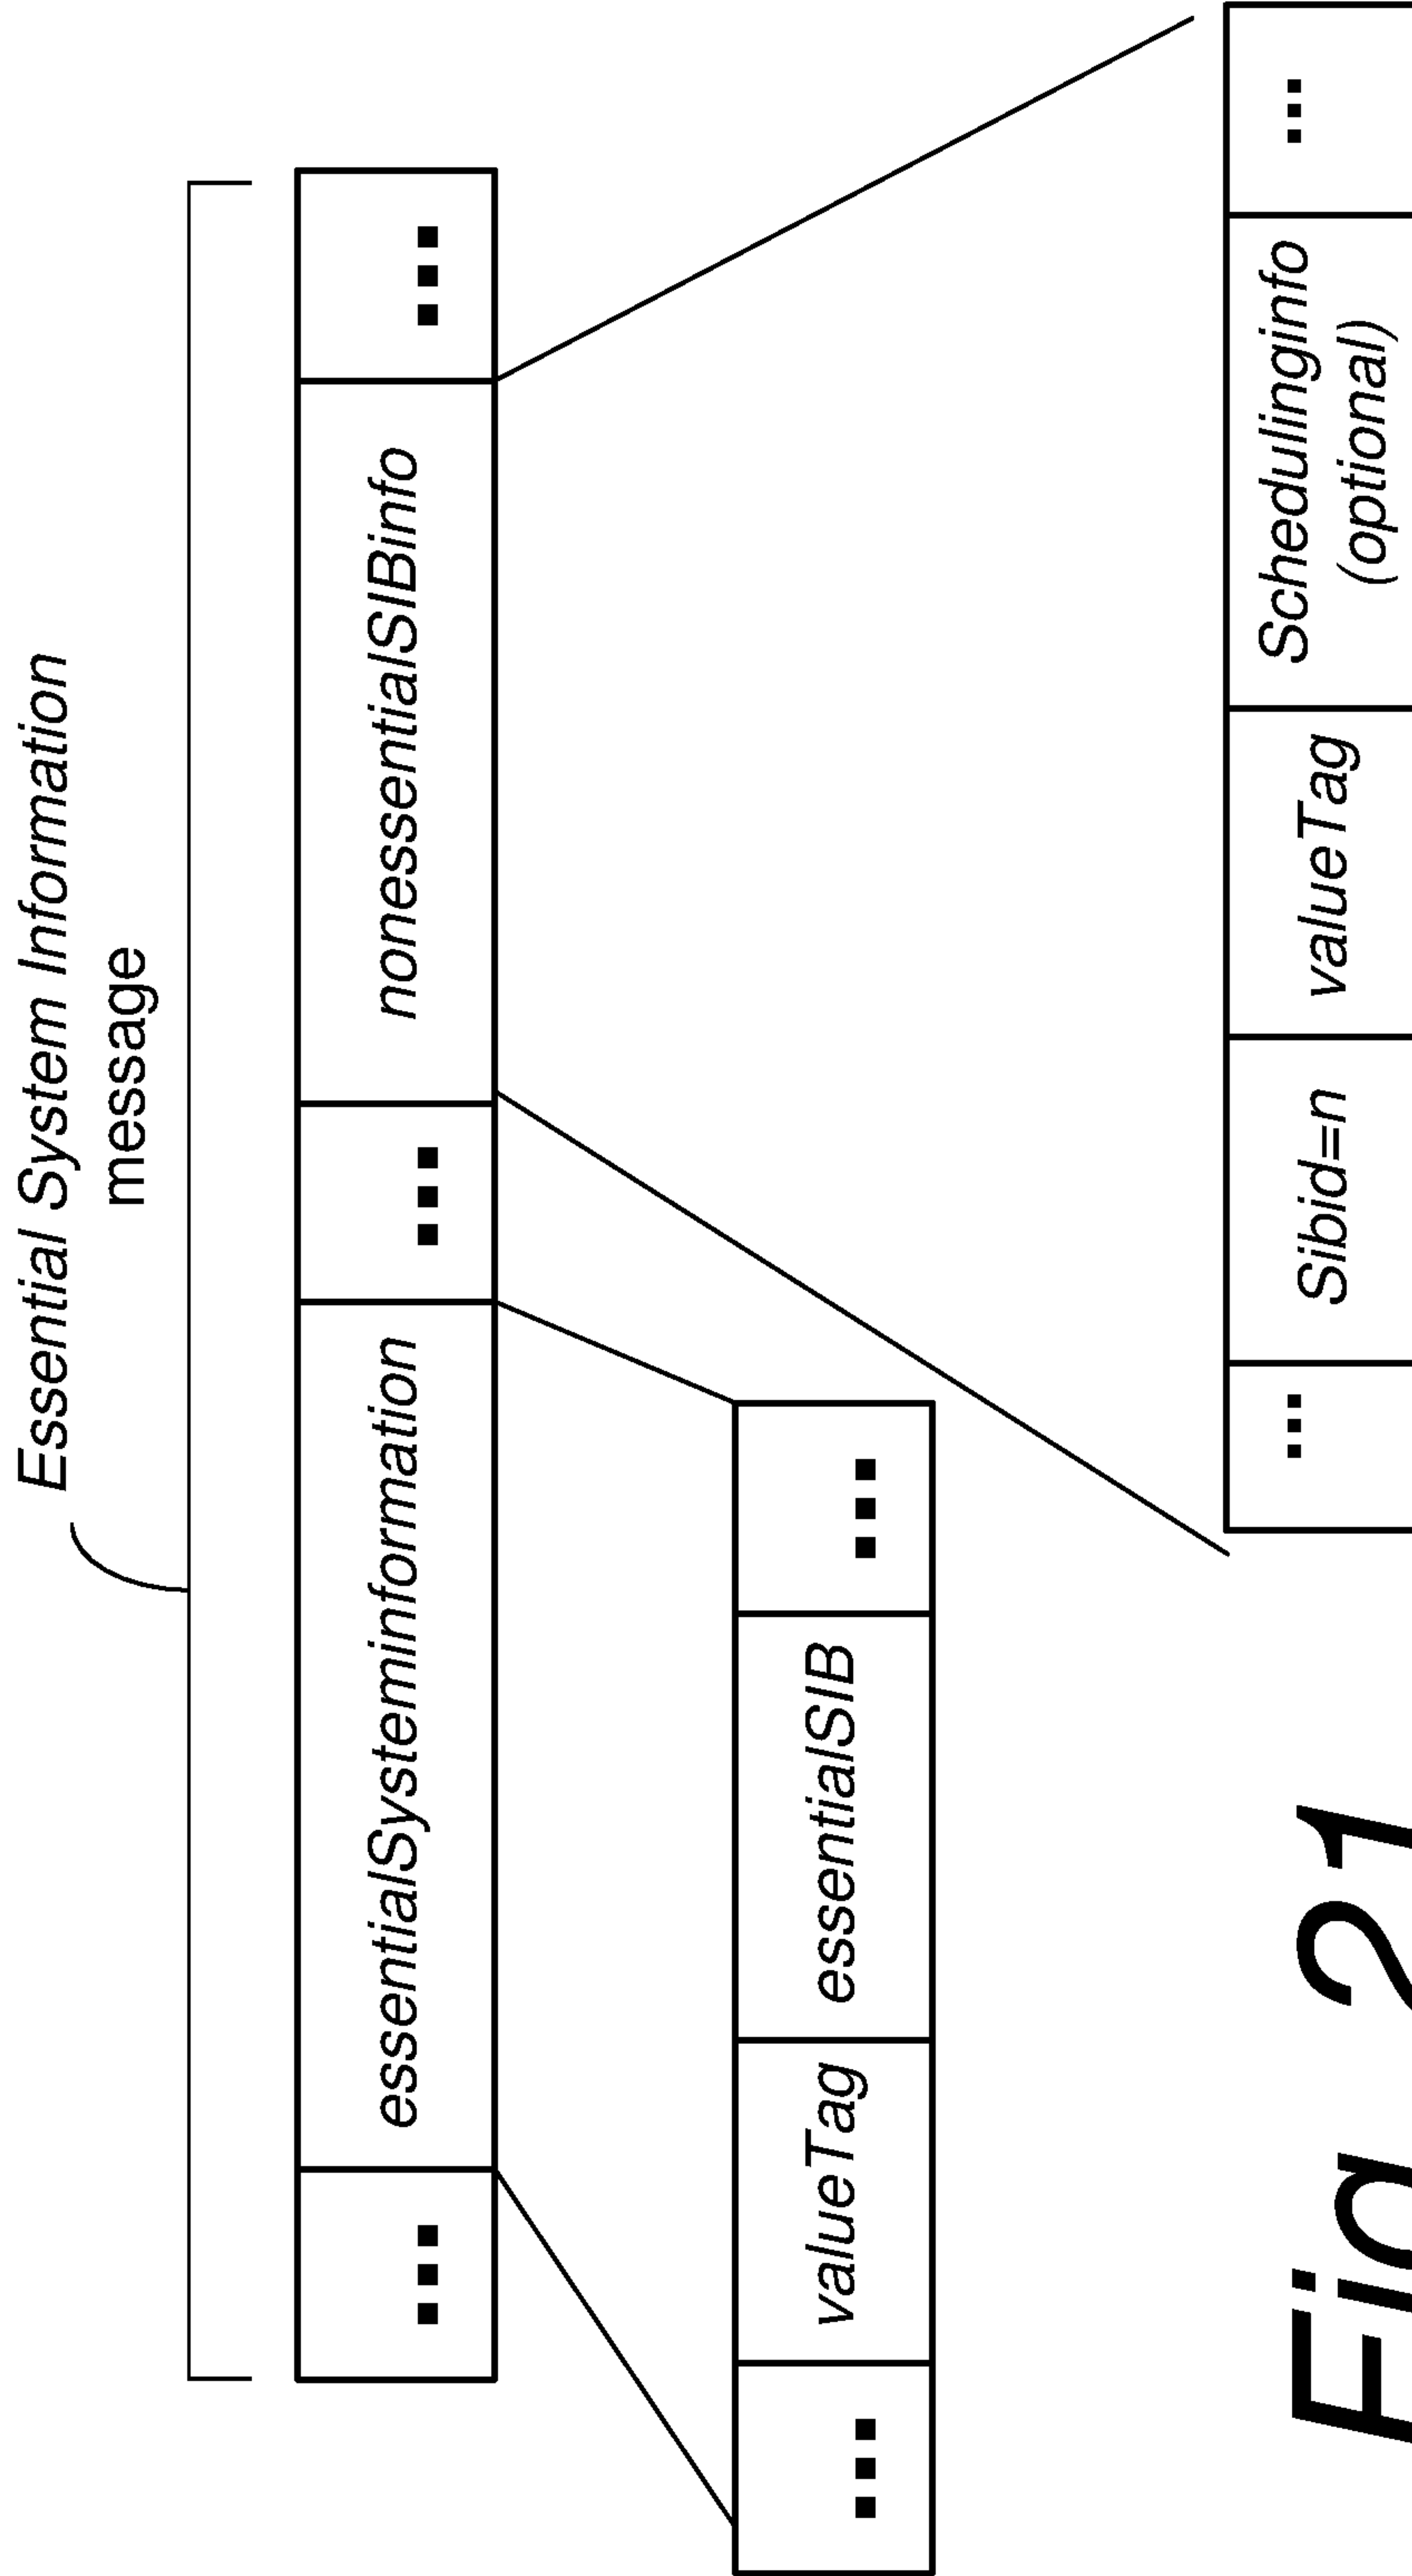 Essential System Information
message
... essentialSysteminformation ... nonessentialSIBinfo ...
... valueTag essentialSIB ...
... Sibid=n valueTag Schedulinginfo ...
(optional)
Fig. 21